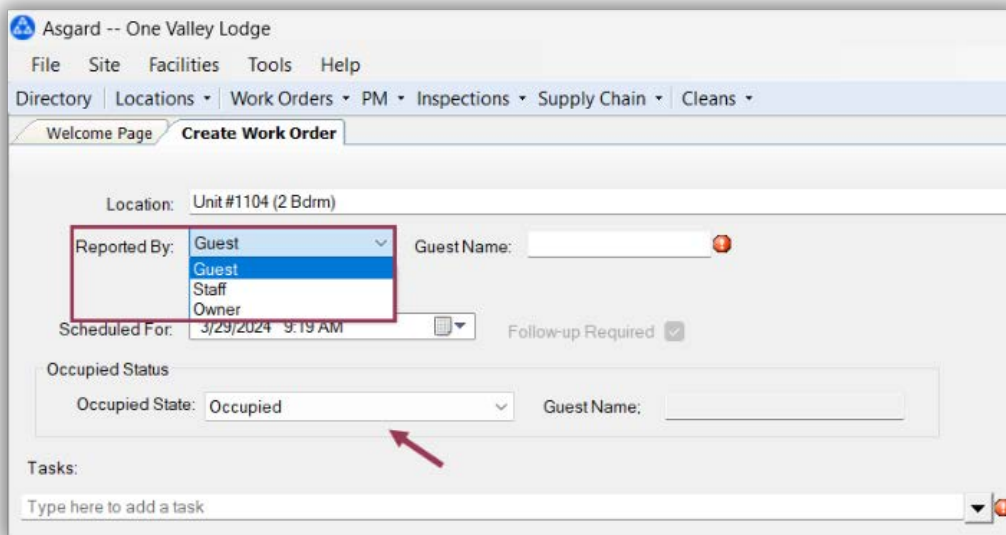 Asgard -- One Valley Lodge
File Site Facilities Tools Help
Directory Locations Work Orders PM Inspections Supply Chain Cleans
Welcome Page Create Work Order
Location: Unit #1104 (2 Bdrm)
Reported By: Guest Guest Name:
Guest
Staff
Owner
Scheduled For: 3/29/2024 9:19 AM Follow-up Required
Occupied Status
Occupied State: Occupied Guest Name;
Tasks:
Type here to add a task